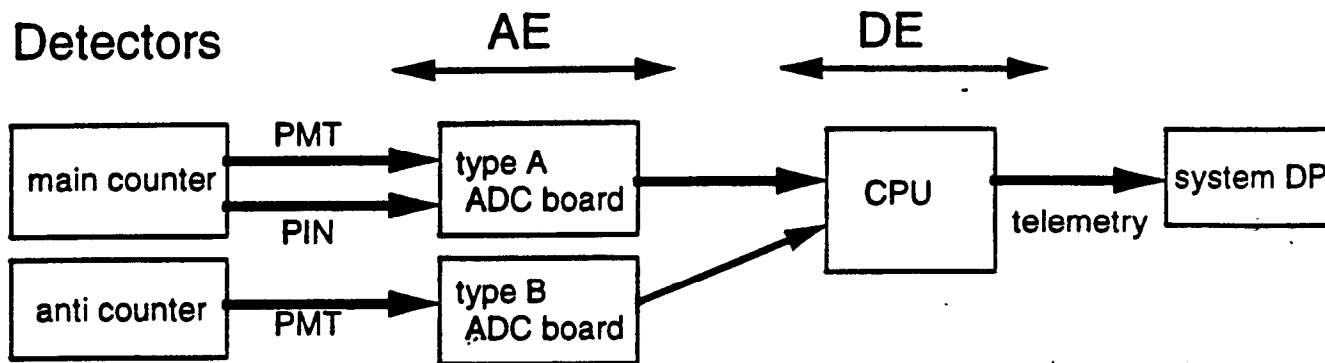 Detectors
AE
DE
main counter
PMT
PIN
type A
ADC board
CPU
telemetry
system DP
anti counter
PMT
type B
ADC board